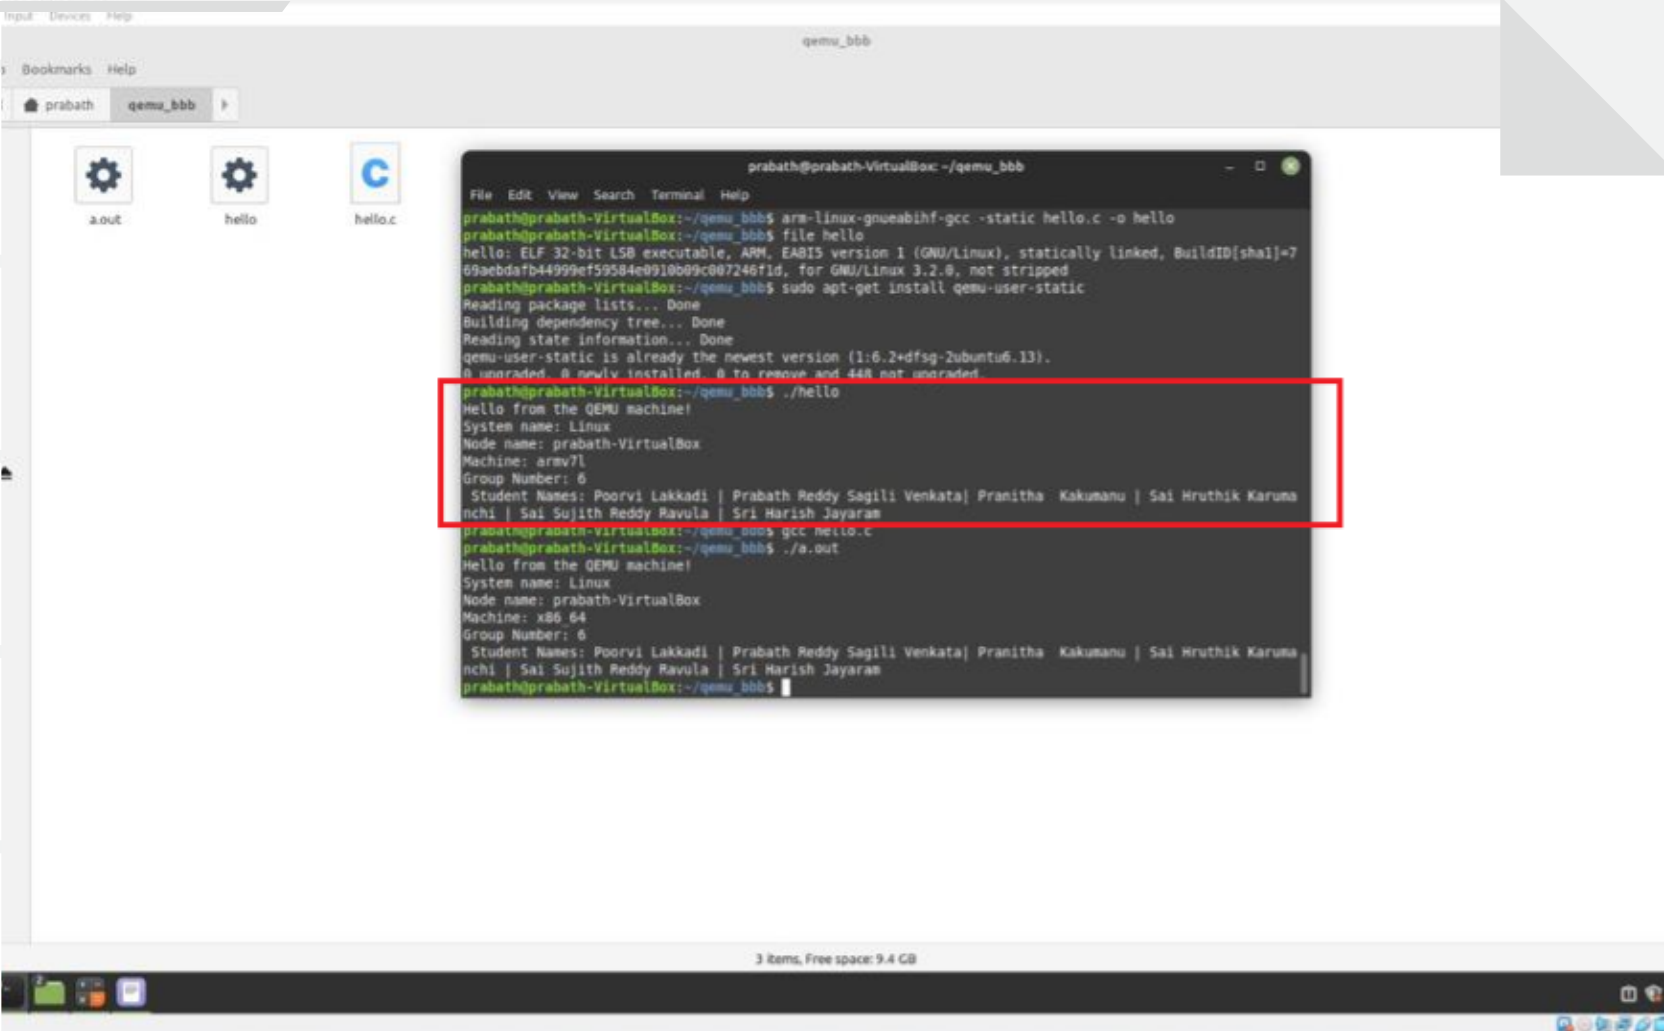 Input Devices Help
qemu_bbb
Bookmarks Help
prabath qemu_bbb
a.out hello hello.c
prabath@prabath-VirtualBox: ~/qemu_bbb
File Edit View Search Terminal Help
prabath@prabath-VirtualBox:~/qemu_bbb$ arm-linux-gnueabihf-gcc -static hello.c -o hello
prabath@prabath-VirtualBox:~/qemu_bbb$ file hello
hello: ELF 32-bit LSB executable, ARM, EABI5 version 1 (GNU/Linux), statically linked, BuildID[sha1]=7
69aebdafb44999ef59584e0910b09c007246f1d, for GNU/Linux 3.2.0, not stripped
prabath@prabath-VirtualBox:~/qemu_bbb$ sudo apt-get install qemu-user-static
Reading package lists... Done
Building dependency tree... Done
Reading state information... Done
qemu-user-static is already the newest version (1:6.2+dfsg-2ubuntu6.13).
0 upgraded, 0 newly installed, 0 to remove and 448 not upgraded.
prabath@prabath-VirtualBox:~/qemu_bbb$ ./hello
Hello from the QEMU machine!
System name: Linux
Node name: prabath-VirtualBox
Machine: armv7l
Group Number: 6
Student Names: Poorvi Lakkadi | Prabath Reddy Sagili Venkata| Pranitha  Kakumanu | Sai Hruthik Karuma
nchi | Sai Sujith Reddy Ravula | Sri Harish Jayaram
prabath@prabath-VirtualBox:~/qemu_bbb$ gcc hello.c
prabath@prabath-VirtualBox:~/qemu_bbb$ ./a.out
Hello from the QEMU machine!
System name: Linux
Node name: prabath-VirtualBox
Machine: x86_64
Group Number: 6
Student Names: Poorvi Lakkadi | Prabath Reddy Sagili Venkata| Pranitha  Kakumanu | Sai Hruthik Karuma
nchi | Sai Sujith Reddy Ravula | Sri Harish Jayaram
prabath@prabath-VirtualBox:~/qemu_bbb$
3 items, Free space: 9.4 GB